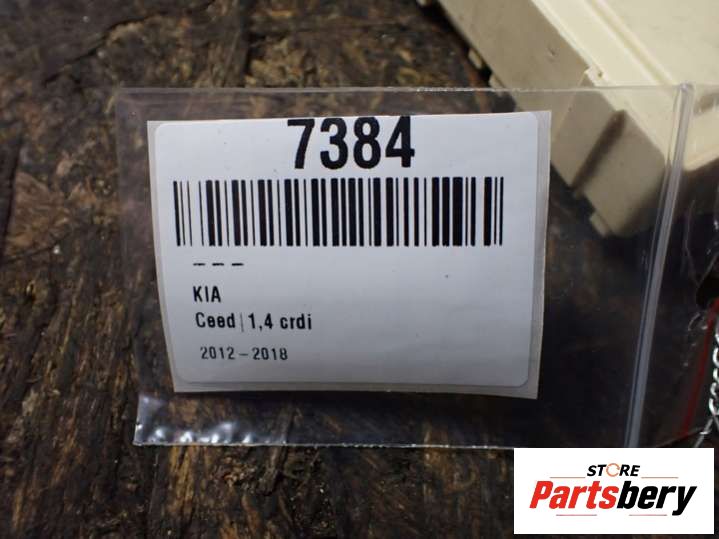 7384
KIA
Ceed | 1,4 crdi
2012 - 2018
STORE
Partsbery